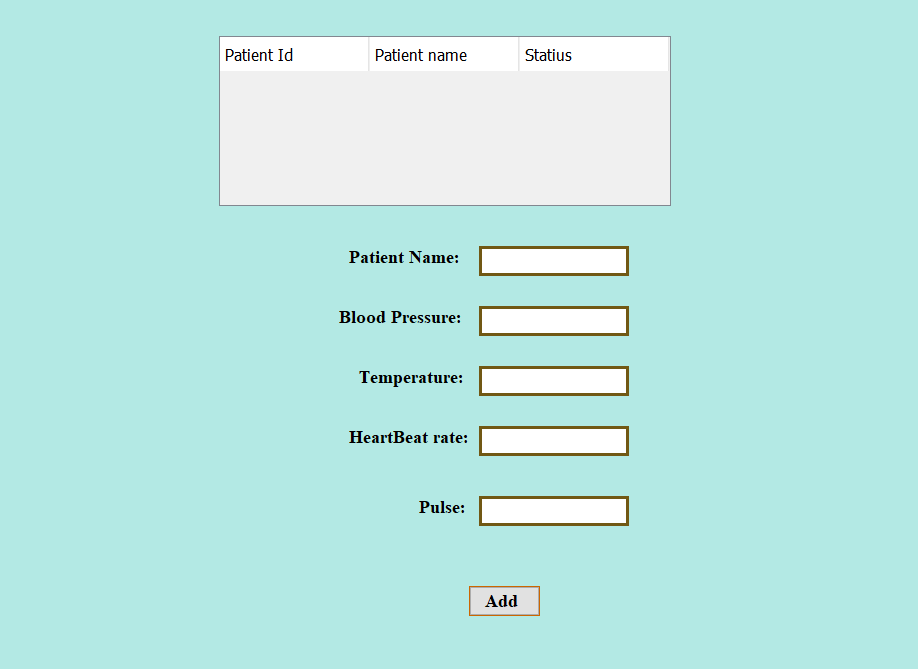 Patient Id Patient name Statius
Patient Name:
Blood Pressure:
Temperature:
HeartBeat rate:
Pulse:
Add